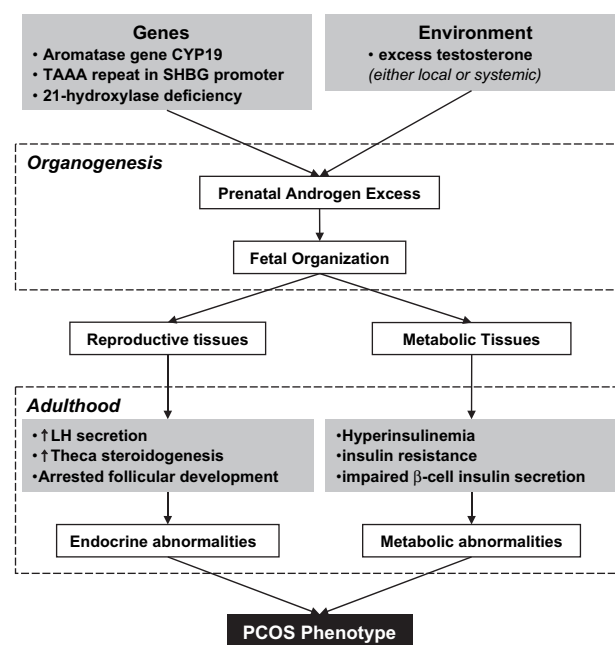 Genes
• Aromatase gene CYP19
• TAAA repeat in SHBG promoter
• 21-hydroxylase deficiency
Environment
• excess testosterone
(either local or systemic)
Organogenesis
Prenatal Androgen Excess
Fetal Organization
Reproductive tissues
Metabolic Tissues
Adulthood
•↑LH secretion
•↑Theca steroidogenesis
•Arrested follicular development
•Hyperinsulinemia
•insulin resistance
•impaired β-cell insulin secretion
Endocrine abnormalities
Metabolic abnormalities
PCOS Phenotype